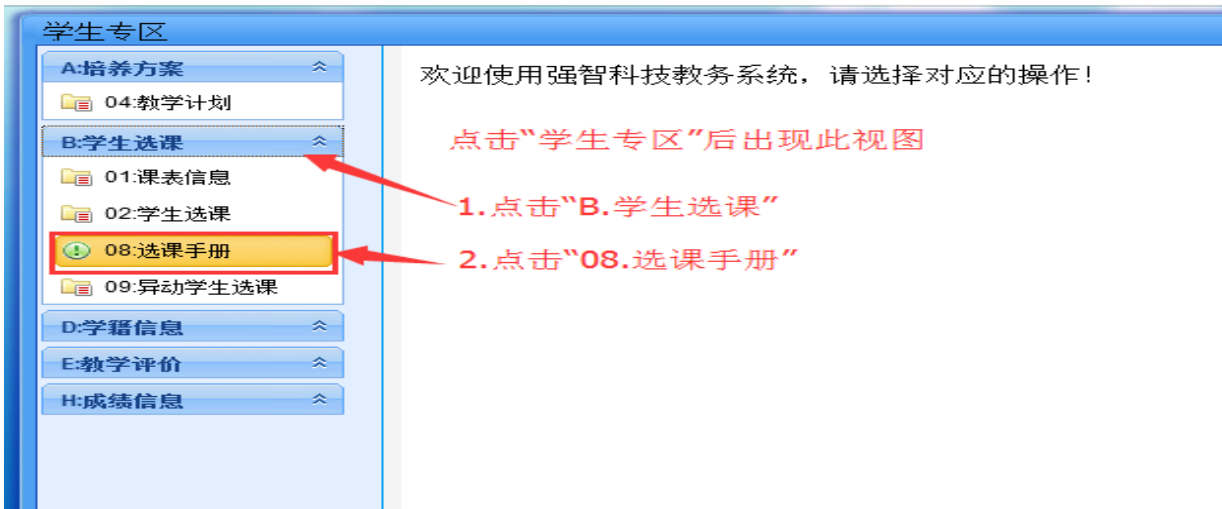 学生专区
A:培养方案
04:教学计划
B:学生选课
01:课表信息
02:学生选课
08:选课手册
09:异动学生选课
D:学籍信息
E:教学评价
H:成绩信息
欢迎使用强智科技教务系统，请选择对应的操作!
点击“学生专区”后出现此视图
1.点击“B.学生选课”
2.点击“08.选课手册”